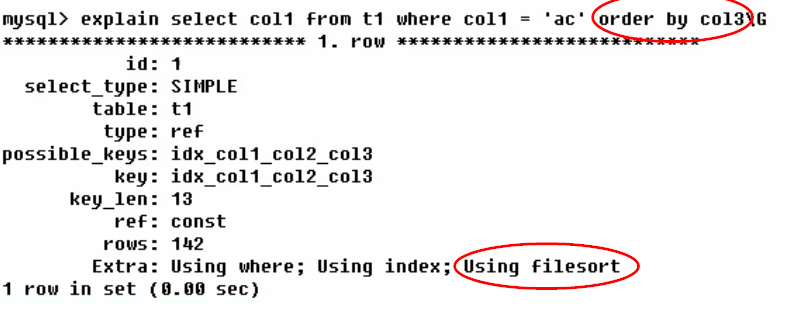 mysql> explain select col1 from t1 where col1 = 'ac' order by col3\G
*************************** 1. row ***************************
id: 1
select_type: SIMPLE
table: t1
type: ref
possible_keys: idx_col1_col2_col3
key: idx_col1_col2_col3
key_len: 13
ref: const
rows: 142
Extra: Using where; Using index; Using filesort
1 row in set (0.00 sec)